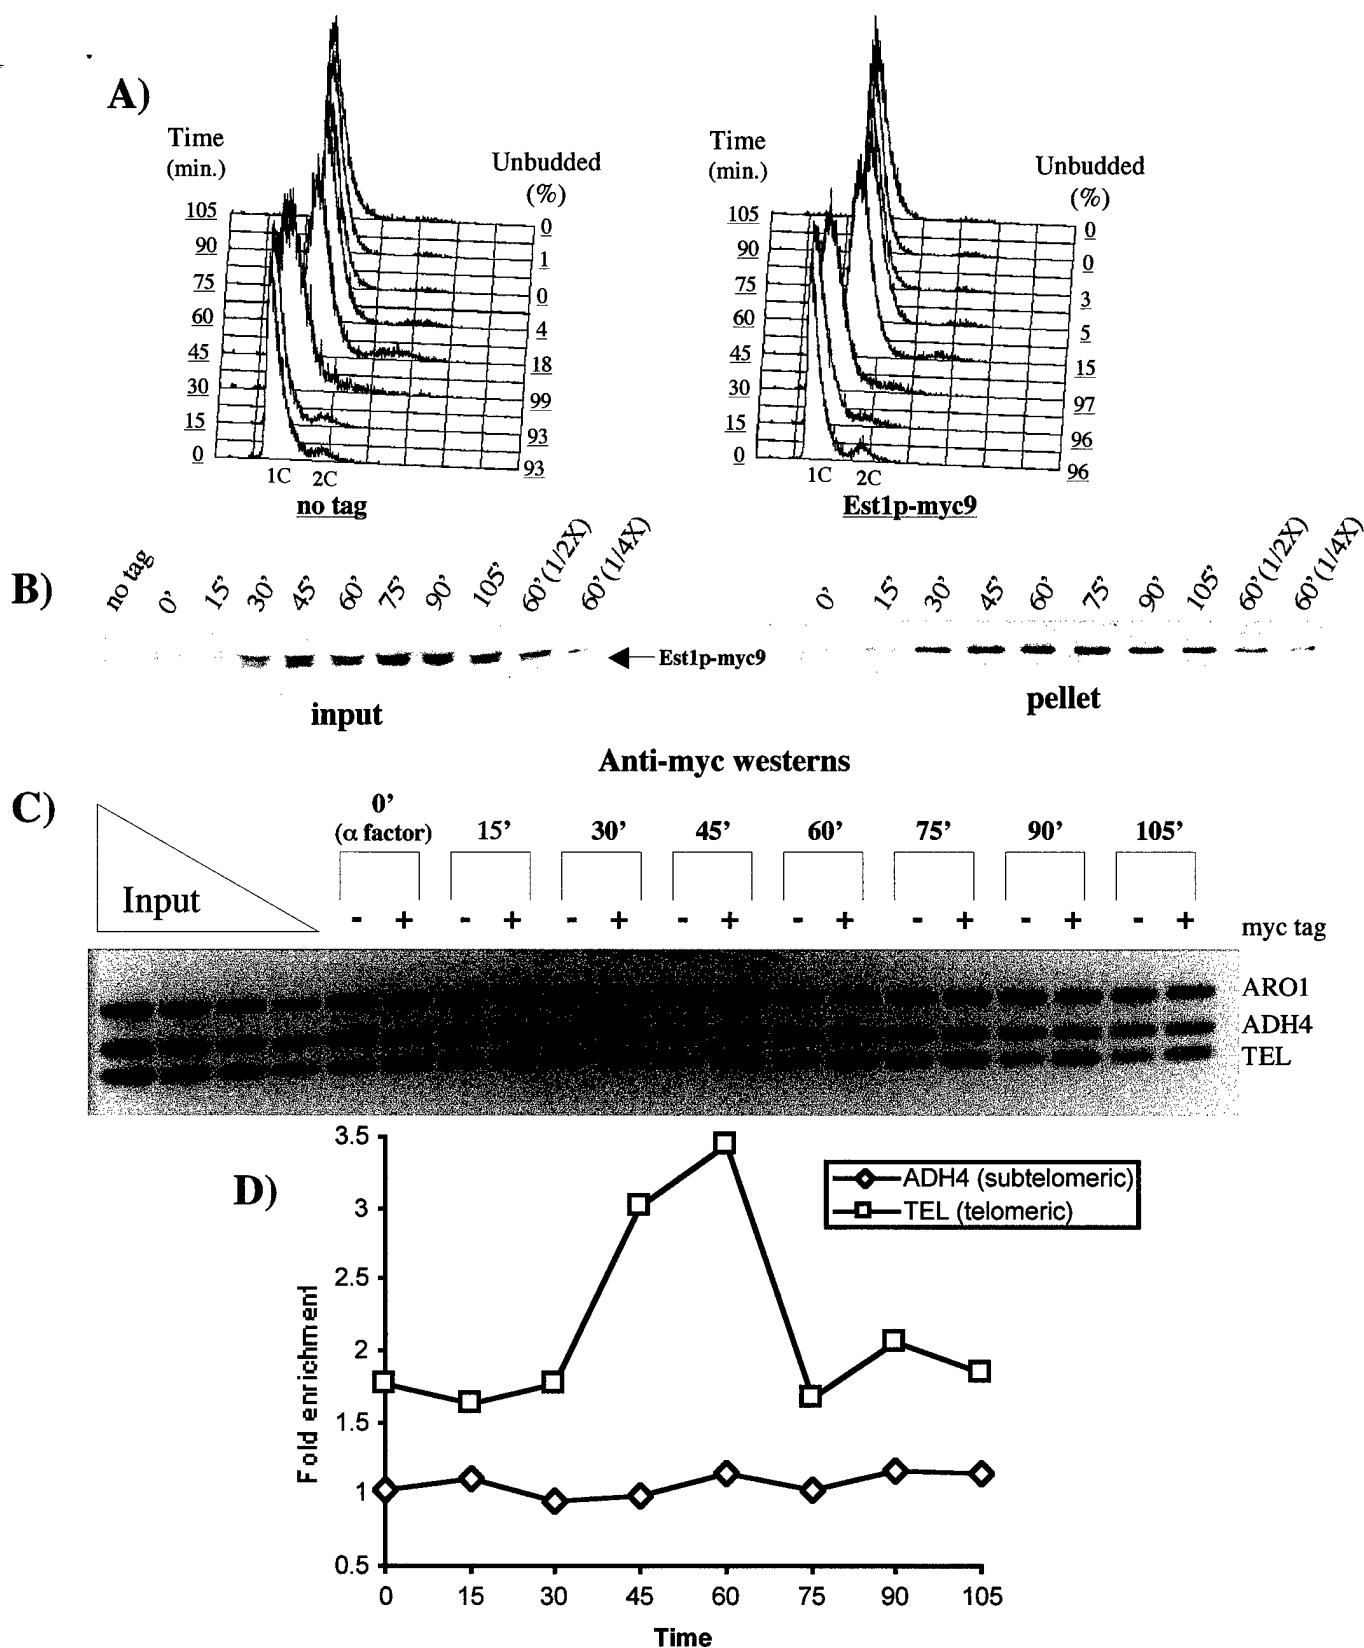 A)
Time
(min.)
Unbudded
(%)
105
90
75
60
45
30
15
0
0
1
0
4
18
99
93
93
1C
2C
no tag
Time
(min.)
Unbudded
(%)
105
90
75
60
45
30
15
0
0
0
3
5
15
97
96
96
1C
2C
Est1p-myc9
B)
no tag
0'
15'
30'
45'
60'
75'
90'
105'
60' (1/2X)
60' (1/4X)
Est1p-myc9
input
0'
15'
30'
45'
60'
75'
90'
105'
60' (1/2X)
60' (1/4X)
pellet
Anti-myc westerns
C)
Input
0'
(α factor)
15'
30'
45'
60'
75'
90'
105'
- + - + - + - + - + - + - + - +
myc tag
ARO1
ADH4
TEL
D)
3.5
3
2.5
2
1.5
1
0.5
Fold enrichment
0 15 30 45 60 75 90 105
Time
ADH4 (subtelomeric)
TEL (telomeric)